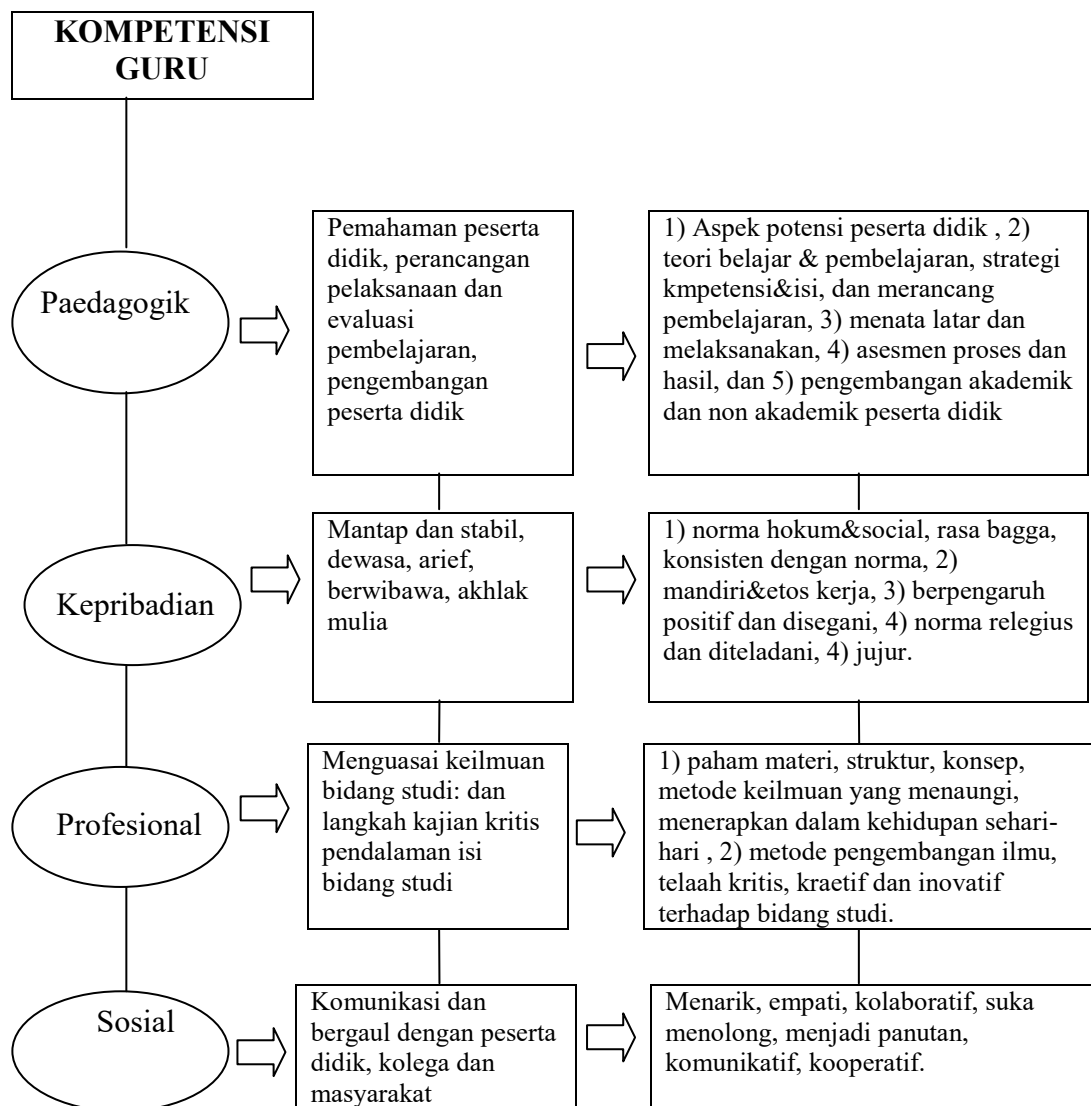 KOMPETENSI
GURU
Paedagogik
Pemahaman peserta
didik, perancangan
pelaksanaan dan
evaluasi
pembelajaran,
pengembangan
peserta didik
1) Aspek potensi peserta didik , 2)
teori belajar & pembelajaran, strategi
kmpetensi&isi, dan merancang
pembelajaran, 3) menata latar dan
melaksanakan, 4) asesmen proses dan
hasil, dan 5) pengembangan akademik
dan non akademik peserta didik
Kepribadian
Mantap dan stabil,
dewasa, arief,
berwibawa, akhlak
mulia
1) norma hokum&social, rasa bagga,
konsisten dengan norma, 2)
mandiri&etos kerja, 3) berpengaruh
positif dan disegani, 4) norma relegius
dan diteladani, 4) jujur.
Profesional
Menguasai keilmuan
bidang studi: dan
langkah kajian kritis
pendalaman isi
bidang studi
1) paham materi, struktur, konsep,
metode keilmuan yang menaungi,
menerapkan dalam kehidupan sehari-
hari , 2) metode pengembangan ilmu,
telaah kritis, kraetif dan inovatif
terhadap bidang studi.
Sosial
Komunikasi dan
bergaul dengan peserta
didik, kolega dan
masyarakat
Menarik, empati, kolaboratif, suka
menolong, menjadi panutan,
komunikatif, kooperatif.